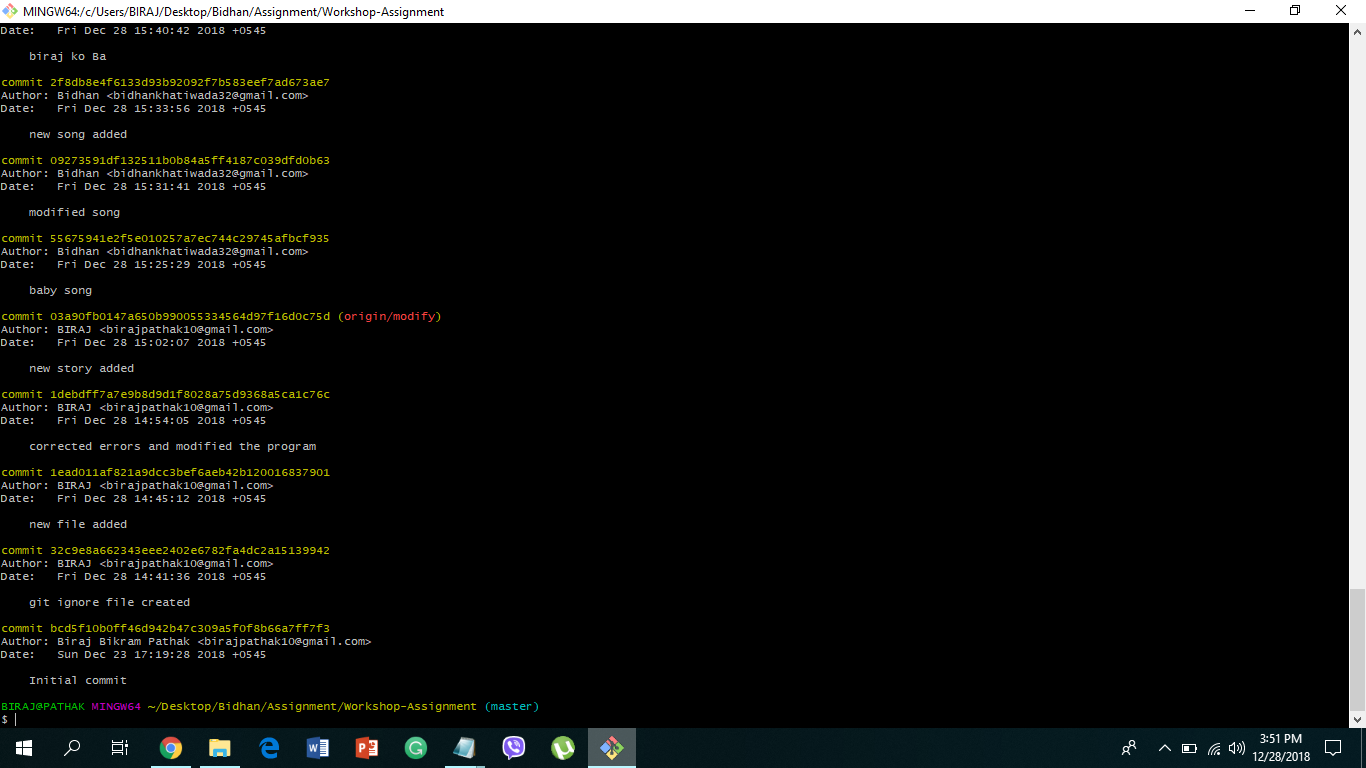 MINGW64:/c/Users/BIRAJ/Desktop/Bidhan/Assignment/Workshop-Assignment
Date:   Fri Dec 28 15:40:42 2018 +0545
    biraj ko Ba
commit 2f8db8e4f6133d93b92092f7b583eef7ad673ae7
Author: Bidhan <bidhankhatiwada32@gmail.com>
Date:   Fri Dec 28 15:33:56 2018 +0545
    new song added
commit 09273591df132511b0b84a5ff4187c039dfd0b63
Author: Bidhan <bidhankhatiwada32@gmail.com>
Date:   Fri Dec 28 15:31:41 2018 +0545
    modified song
commit 55675941e2f5e010257a7ec744c29745afbcf935
Author: Bidhan <bidhankhatiwada32@gmail.com>
Date:   Fri Dec 28 15:25:29 2018 +0545
    baby song
commit 03a90fb0147a650b990055334564d97f16d0c75d (origin/modify)
Author: BIRAJ <birajpathak10@gmail.com>
Date:   Fri Dec 28 15:02:07 2018 +0545
    new story added
commit 1debdff7a7e9b8d9d1f8028a75d9368a5ca1c76c
Author: BIRAJ <birajpathak10@gmail.com>
Date:   Fri Dec 28 14:54:05 2018 +0545
    corrected errors and modified the program
commit 1ead011af821a9dcc3bef6aeb42b120016837901
Author: BIRAJ <birajpathak10@gmail.com>
Date:   Fri Dec 28 14:45:12 2018 +0545
    new file added
commit 32c9e8a662343eee2402e6782fa4dc2a15139942
Author: BIRAJ <birajpathak10@gmail.com>
Date:   Fri Dec 28 14:41:36 2018 +0545
    git ignore file created
commit bcd5f10b0ff46d942b47c309a5f0f8b66a7ff7f3
Author: Biraj Bikram Pathak <birajpathak10@gmail.com>
Date:   Sun Dec 23 17:19:28 2018 +0545
    Initial commit
BIRAJ@PATHAK MINGW64 ~/Desktop/Bidhan/Assignment/Workshop-Assignment (master)
$
3:51 PM
12/28/2018